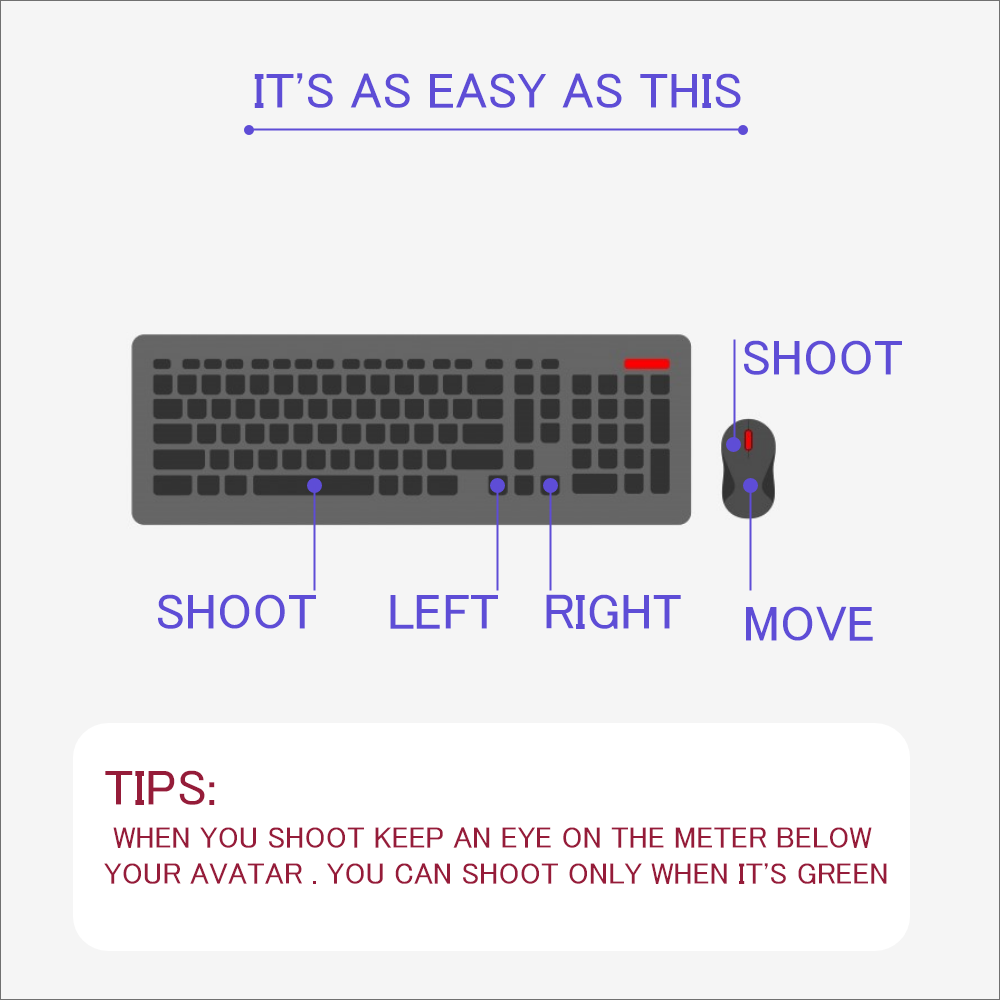 IT'S AS EASY AS THIS
SHOOT
SHOOT
LEFT
RIGHT
MOVE
TIPS:
WHEN YOU SHOOT KEEP AN EYE ON THE METER BELOW
YOUR AVATAR . YOU CAN SHOOT ONLY WHEN IT'S GREEN